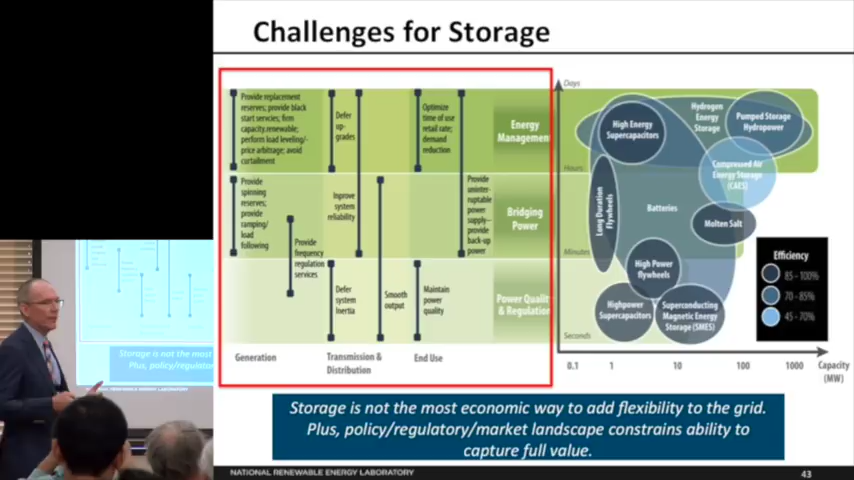 Challenges for Storage
Provide replacement
reserves; provide black
start services; firm
capacity,renewable;
perform load leveling/-
price arbitrage; avoid
curtailment
Defer
up-
grades
Optimize
time of use
retail rate;
demand
reduction
Energy
Management
Provide
spinning
reserves;
provide
ramping/
load
following
Improve
system
reliability
Provide
uninter-
ruptable
power
supply--
provide
back-up
power
Bridging
Power
Provide
frequency
regulation
services
Defer
system
Inertia
Smooth
output
Maintain
power
quality
Power Quality
& Regulation
Generation
Transmission &
Distribution
End Use
Days
Hours
Minutes
Seconds
High Energy
Supercapacitors
Hydrogen
Energy
Storage
Pumped Storage
Hydropower
Compressed Air
Energy Storage
(CAES)
Long Duration
Flywheels
Batteries
Molten Salt
High Power
flywheels
Highpower
Supercapacitors
Superconducting
Magnetic Energy
Storage (SMES)
Efficiency
85 - 100%
70 - 85%
45 - 70%
0.1 1 10 100 1000 Capacity
(MW)
Storage is not the most economic way to add flexibility to the grid.
Plus, policy/regulatory/market landscape constrains ability to
capture full value.
NATIONAL RENEWABLE ENERGY LABORATORY
43
Storage is not the most
Plus, policy/regulator